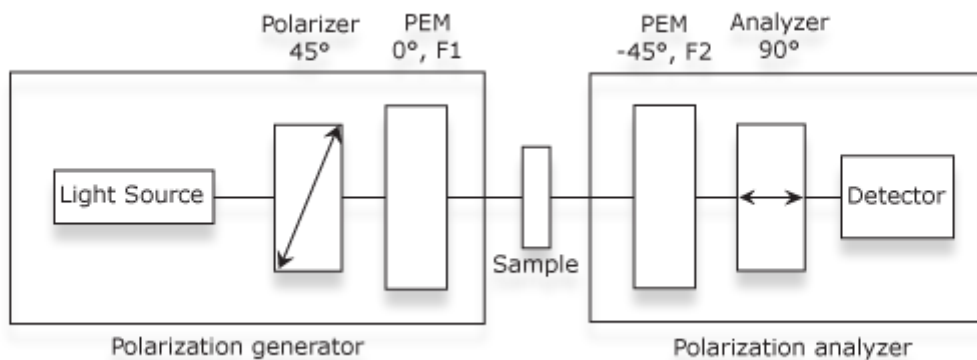 Polarizer
45°
PEM
0°, F1
PEM
-45°, F2
Analyzer
90°
Light Source
Sample
Detector
Polarization generator
Polarization analyzer